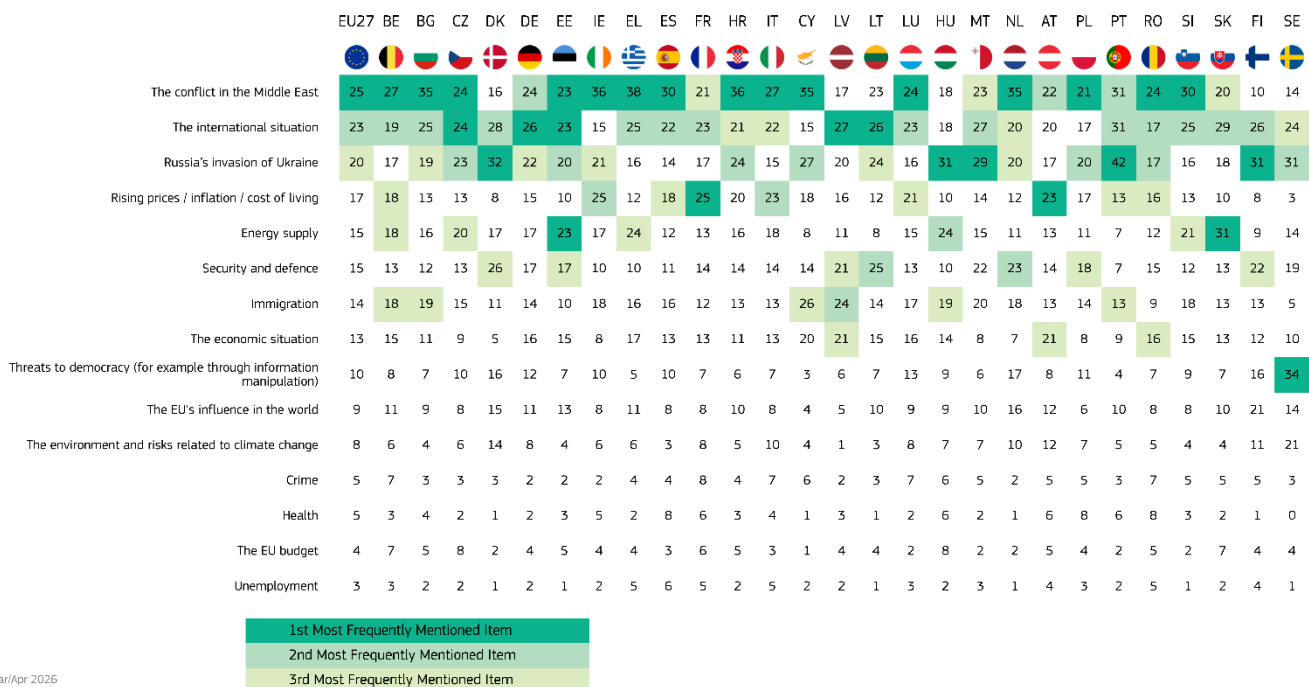 EU27 BE BG CZ DK DE EE IE EL ES FR HR IT CY LV LT LU HU MT NL AT PL PT RO SI SK FI SE
The conflict in the Middle East 25 27 35 24 16 24 23 36 38 30 21 36 27 35 17 23 24 18 23 35 22 21 31 24 30 20 10 14
The international situation 23 19 25 24 28 26 23 15 25 22 23 21 22 15 27 26 23 18 27 20 20 17 31 17 25 29 26 24
Russia's invasion of Ukraine 20 17 19 23 32 22 20 21 16 14 17 24 15 27 20 24 16 31 29 20 17 20 42 17 16 18 31 31
Rising prices / inflation / cost of living 17 18 13 13 8 15 10 25 12 18 25 20 23 18 16 12 21 10 14 12 23 17 13 16 13 10 8 3
Energy supply 15 18 16 20 17 17 23 17 24 12 13 16 18 8 11 8 15 24 15 11 13 11 7 12 21 31 9 14
Security and defence 15 13 12 13 26 17 17 10 10 11 14 14 14 14 21 25 13 10 22 23 14 18 7 15 12 13 22 19
Immigration 14 18 19 15 11 14 10 18 16 16 12 13 13 26 24 14 17 19 20 18 13 14 13 9 18 13 13 5
The economic situation 13 15 11 9 5 16 15 8 17 13 13 11 13 20 21 15 16 14 8 7 21 8 9 16 15 13 12 10
Threats to democracy (for example through information
manipulation) 10 8 7 10 16 12 7 10 5 10 7 6 7 3 6 7 13 9 6 17 8 11 4 7 9 7 16 34
The EU's influence in the world 9 11 9 8 15 11 13 8 11 8 8 10 8 4 5 10 9 9 10 16 12 6 10 8 8 10 21 14
The environment and risks related to climate change 8 6 4 6 14 8 4 6 6 3 8 5 10 4 1 3 8 7 7 10 12 7 5 5 4 4 11 21
Crime 5 7 3 3 3 2 2 2 4 4 8 4 7 6 2 3 7 6 5 2 5 5 3 7 5 5 5 3
Health 5 3 4 2 1 2 3 5 2 8 6 3 4 1 3 1 2 6 2 1 6 8 6 8 3 2 1 0
The EU budget 4 7 5 8 2 4 5 4 4 3 6 5 3 1 4 4 2 8 2 2 5 4 2 5 2 7 4 4
Unemployment 3 3 2 2 1 2 1 2 5 6 5 2 5 2 2 1 3 2 3 1 4 3 2 5 1 2 4 1
1st Most Frequently Mentioned Item
2nd Most Frequently Mentioned Item
3rd Most Frequently Mentioned Item
ar/Apr 2026